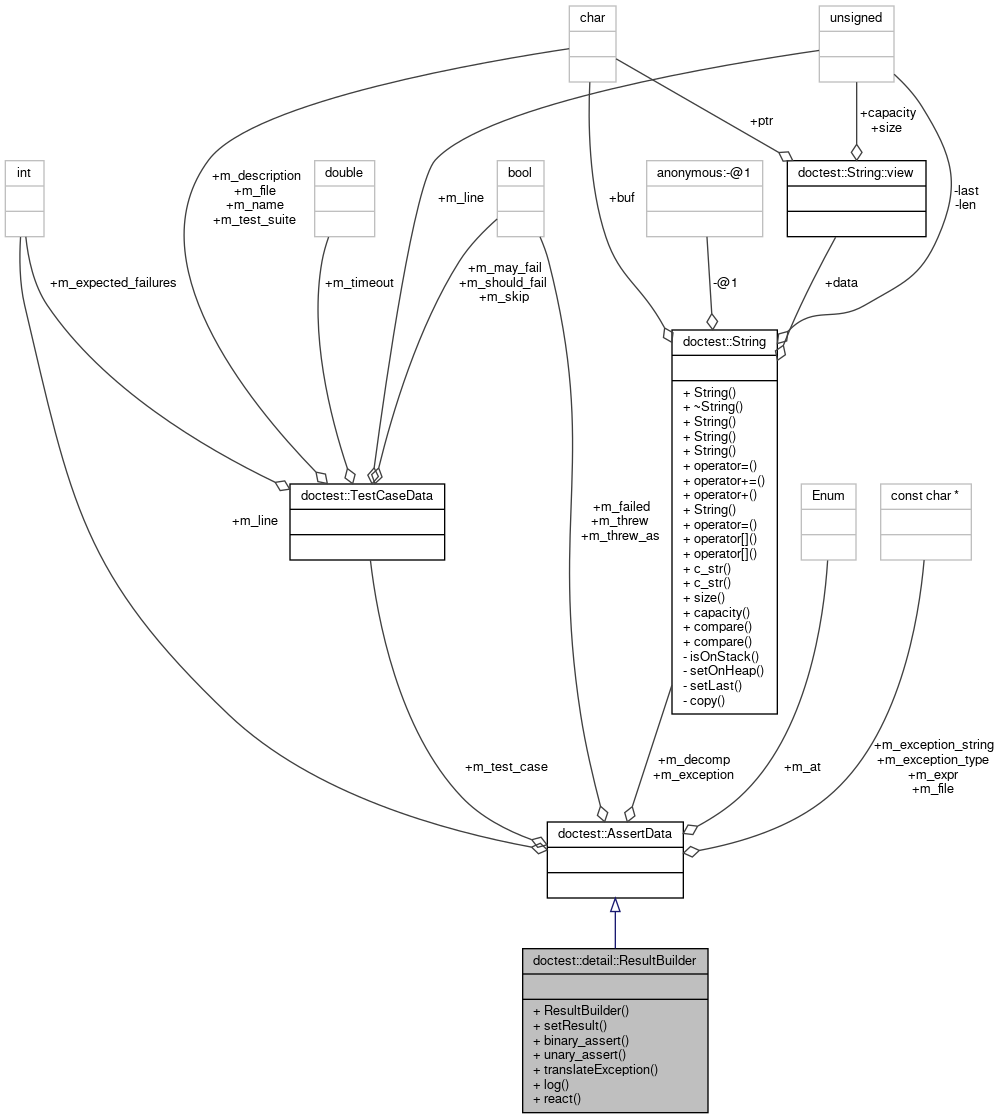 char
unsigned
+ptr
+capacity
+size
int
double
bool
anonymous:-@1
doctest::String::view
+m_description
+m_file
+m_name
+m_test_suite
+m_line
+buf
-last
-len
+m_expected_failures
+m_timeout
+m_may_fail
+m_should_fail
+m_skip
-@1
+data
doctest::String
+ String()
+ ~String()
+ String()
+ String()
+ String()
+ operator=()
+ operator+=()
+ operator+()
+ String()
+ operator=()
+ operator[]()
+ operator[]()
+ c_str()
+ c_str()
+ size()
+ capacity()
+ compare()
+ compare()
- isOnStack()
- setOnHeap()
- setLast()
- copy()
doctest::TestCaseData
Enum
const char *
+m_line
+m_failed
+m_threw
+m_threw_as
+m_test_case
+m_decomp
+m_exception
+m_at
+m_exception_string
+m_exception_type
+m_expr
+m_file
doctest::AssertData
doctest::detail::ResultBuilder
+ ResultBuilder()
+ setResult()
+ binary_assert()
+ unary_assert()
+ translateException()
+ log()
+ react()